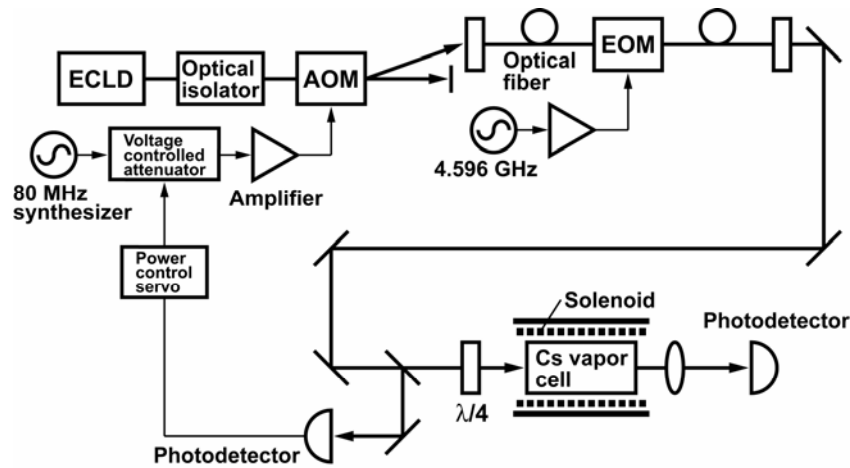 ECLD
Optical
isolator
AOM
Optical
fiber
EOM
Voltage
controlled
attenuator
Amplifier
80 MHz
synthesizer
4.596 GHz
Power
control
servo
Solenoid
Photodetector
Cs vapor
cell
λ/4
Photodetector